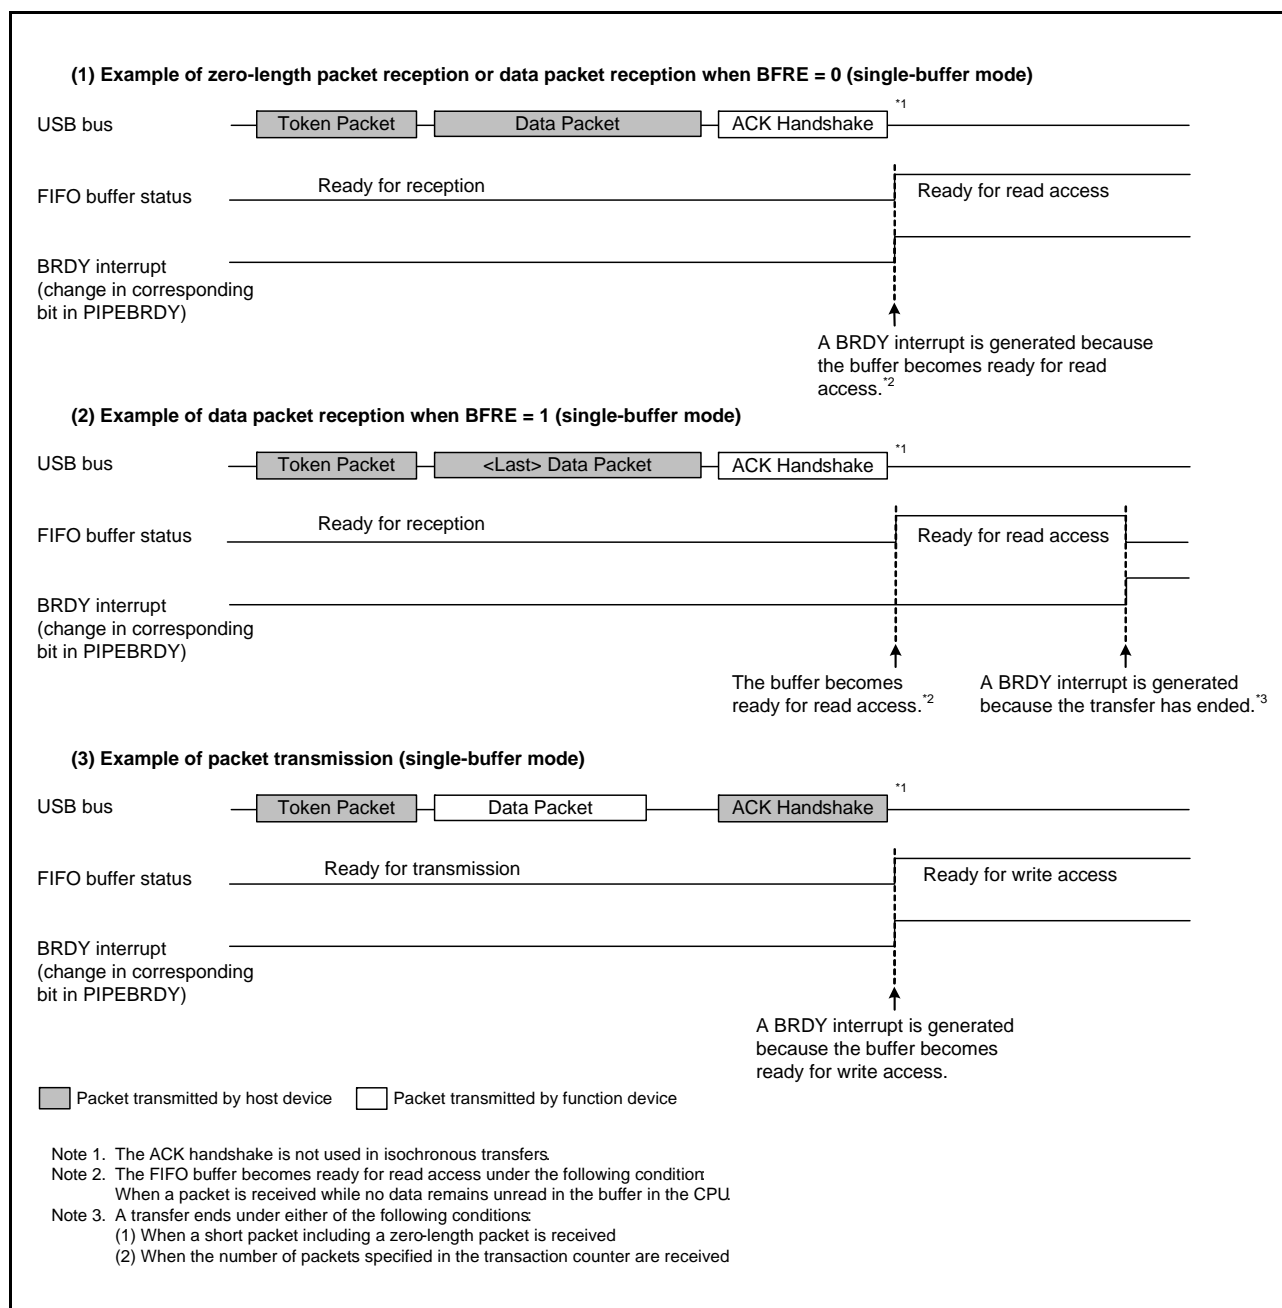 (1) Example of zero-length packet reception or data packet reception when BFRE = 0 (single-buffer mode)
USB bus
Token Packet
Data Packet
ACK Handshake
*1
FIFO buffer status
Ready for reception
Ready for read access
BRDY interrupt
(change in corresponding
bit in PIPEBRDY)
A BRDY interrupt is generated because
the buffer becomes ready for read
access.*2
(2) Example of data packet reception when BFRE = 1 (single-buffer mode)
USB bus
Token Packet
<Last> Data Packet
ACK Handshake
*1
FIFO buffer status
Ready for reception
Ready for read access
BRDY interrupt
(change in corresponding
bit in PIPEBRDY)
The buffer becomes
ready for read access.*2
A BRDY interrupt is generated
because the transfer has ended.*3
(3) Example of packet transmission (single-buffer mode)
USB bus
Token Packet
Data Packet
ACK Handshake
*1
FIFO buffer status
Ready for transmission
Ready for write access
BRDY interrupt
(change in corresponding
bit in PIPEBRDY)
A BRDY interrupt is generated
because the buffer becomes
ready for write access.
Packet transmitted by host device
Packet transmitted by function device
Note 1. The ACK handshake is not used in isochronous transfers.
Note 2. The FIFO buffer becomes ready for read access under the following condition:
When a packet is received while no data remains unread in the buffer in the CPU.
Note 3. A transfer ends under either of the following conditions:
(1) When a short packet including a zero-length packet is received
(2) When the number of packets specified in the transaction counter are received